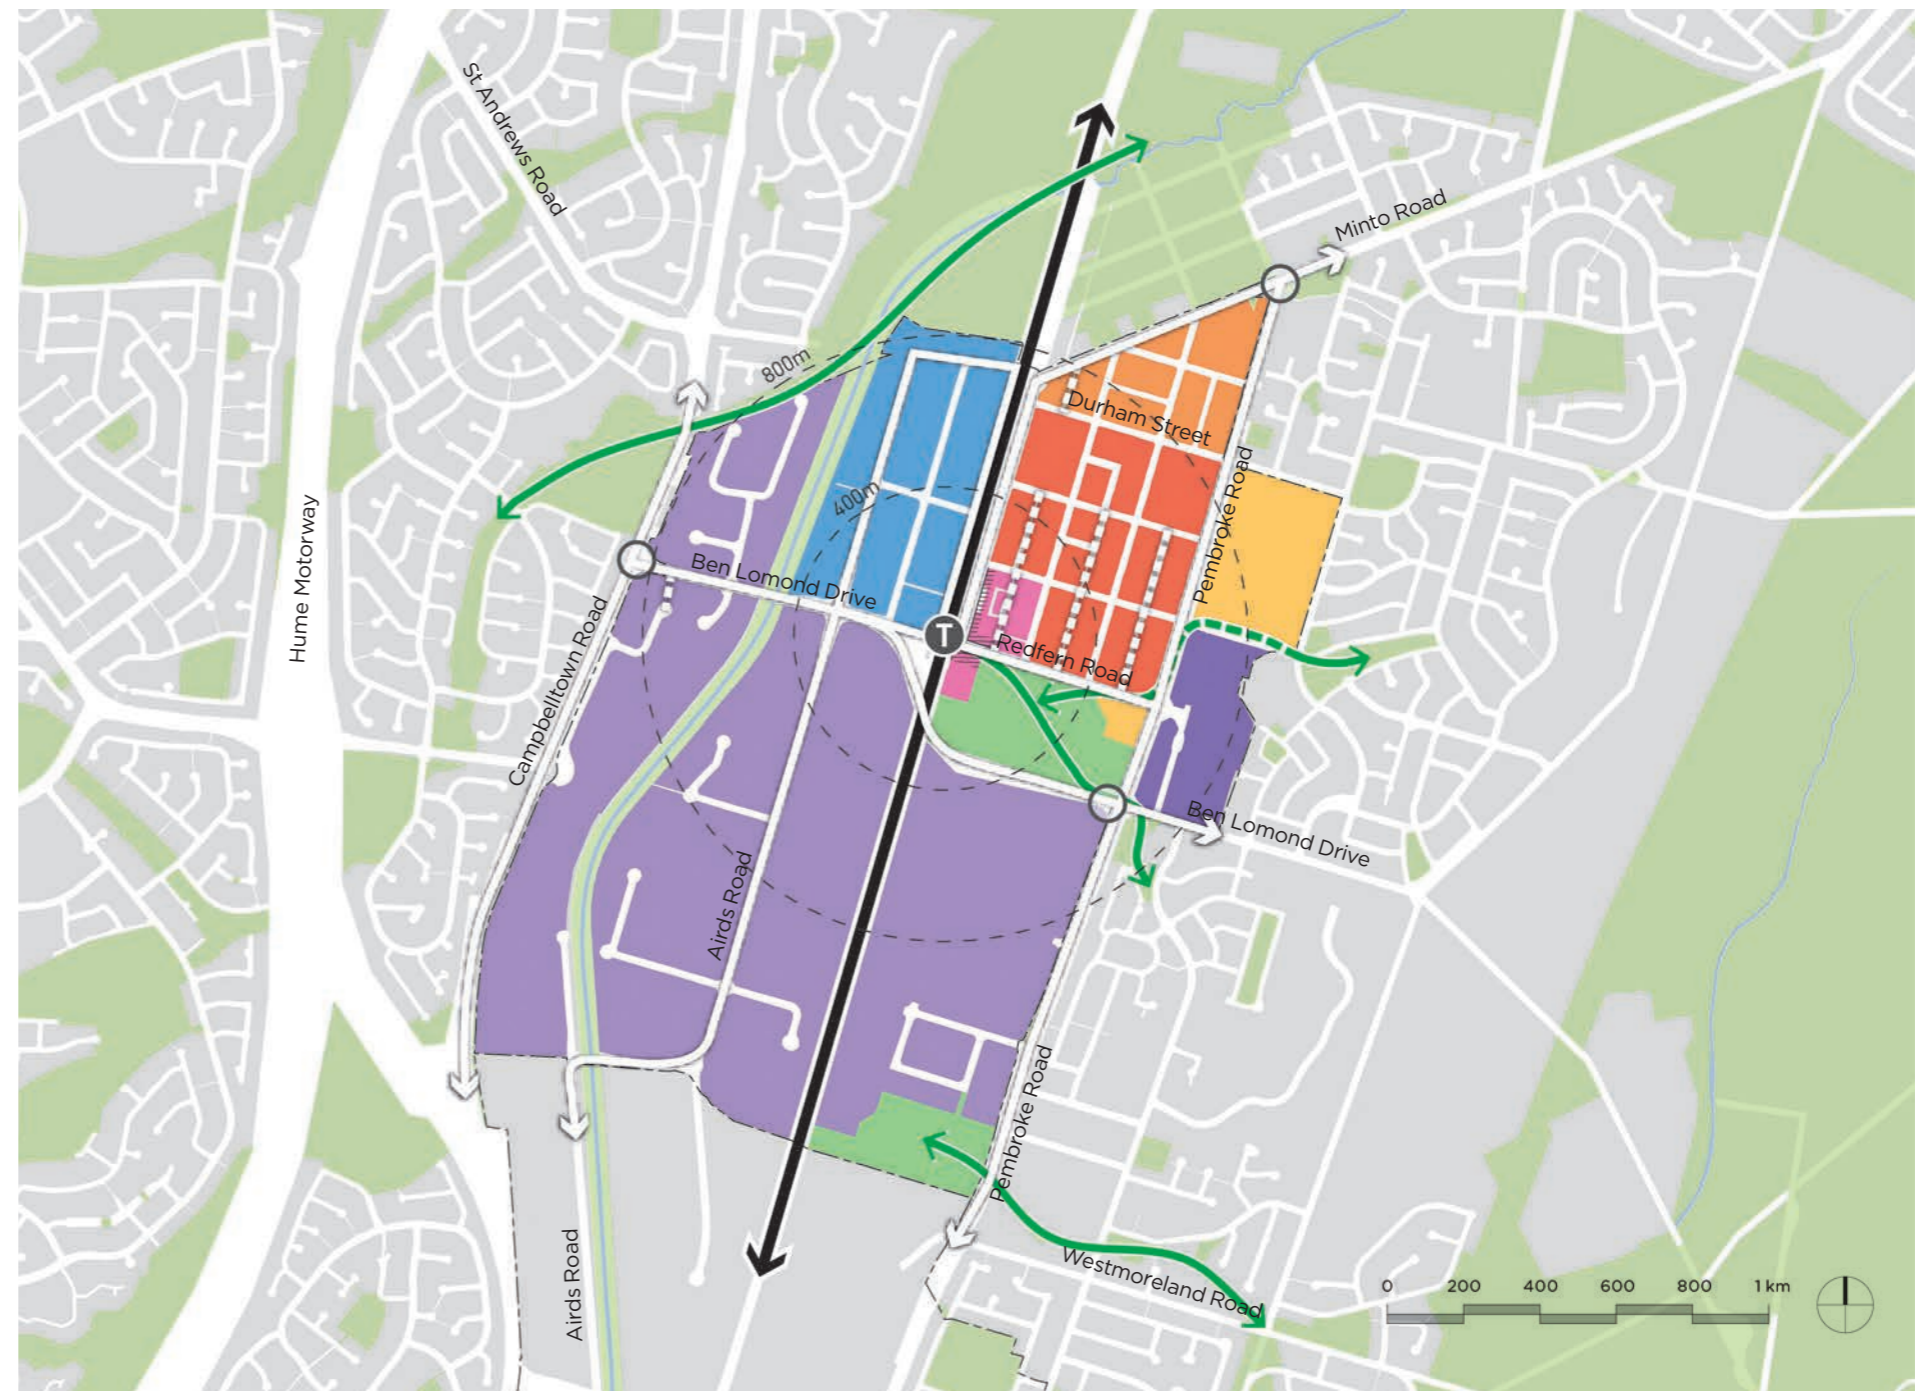 St Andrews Road
Minto Road
800m
Durham Street
400m
Pembroke Road
Hume Motorway
Ben Lomond Drive
T
Redfern Road
Campbelltown Road
Ben Lomond Drive
Airds Road
Pembroke Road
Airds Road
Westmoreland Road
0 200 400 600 800 1 km